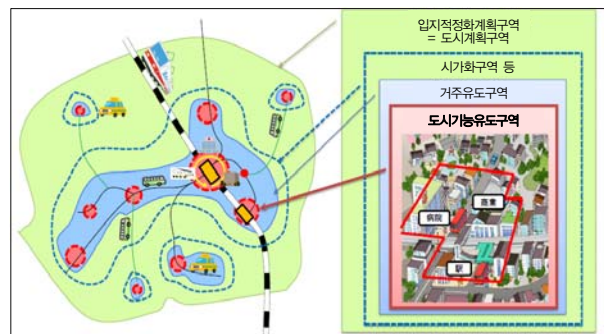 입지적정화계획구역
= 도시계획구역
시가화구역 등
거주유도구역
도시기능유도구역
病院
駅